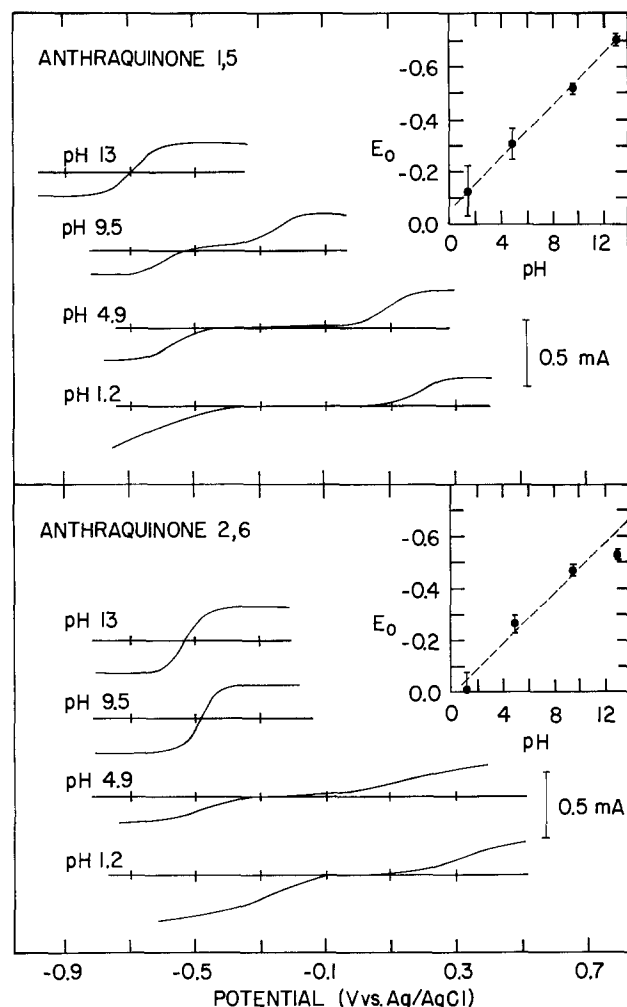 ANTHRAQUINONE 1,5
pH 13
pH 9.5
pH 4.9
pH 1.2
-0.6
-0.4
-0.2
0.0
E₀
0 4 8 12
pH
0.5 mA
ANTHRAQUINONE 2,6
pH 13
pH 9.5
pH 4.9
pH 1.2
-0.6
-0.4
-0.2
0.0
E₀
0 4 8 12
pH
0.5 mA
-0.9 -0.5 -0.1 0.3 0.7
POTENTIAL (V vs. Ag/AgCl)